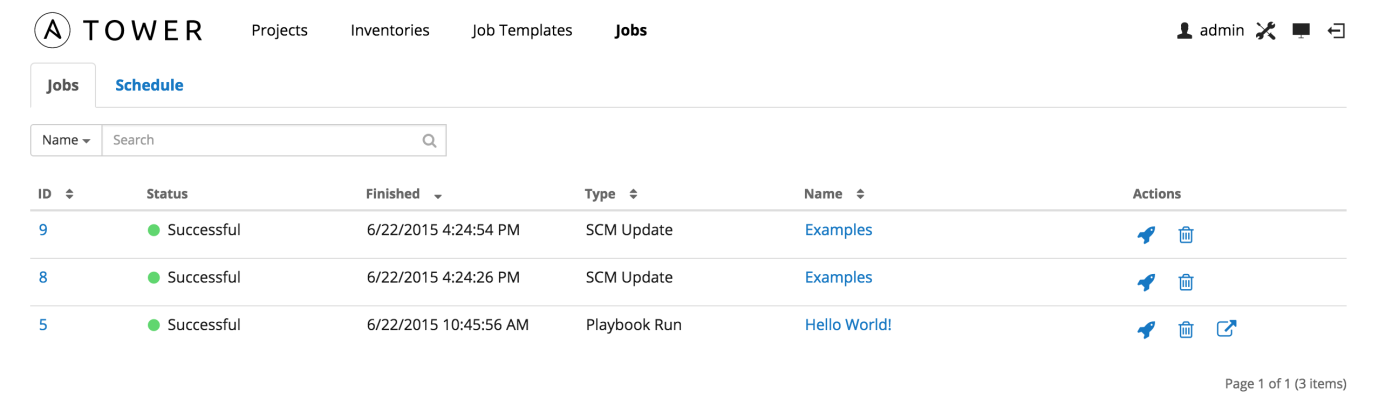 A TOWER Projects Inventories Job Templates Jobs admin
Jobs Schedule
Name Search
ID Status Finished Type Name Actions
9 Successful 6/22/2015 4:24:54 PM SCM Update Examples
8 Successful 6/22/2015 4:24:26 PM SCM Update Examples
5 Successful 6/22/2015 10:45:56 AM Playbook Run Hello World!
Page 1 of 1 (3 items)